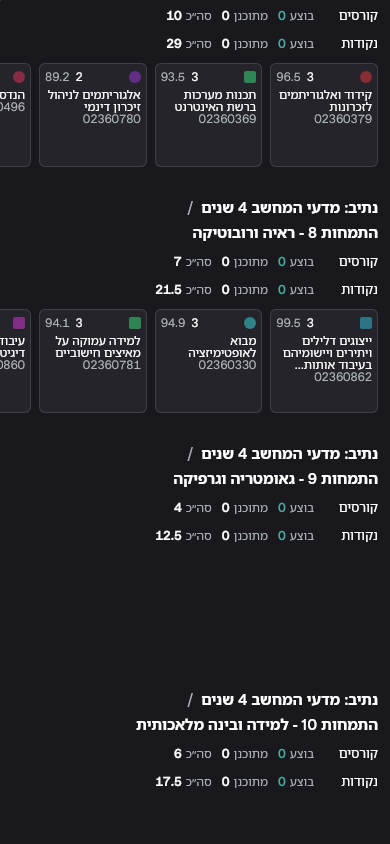 קורסים בוצע 0 מתוכנן 0 סה״כ 10
נקודות בוצע 0 מתוכנן 0 סה״כ 29
3 96.5
קידוד ואלגוריתמים
לזכרונות
02360379
3 93.5
תכנות מערכות
ברשת האינטרנט
02360369
2 89.2
אלגוריתמים לניהול
זיכרון דינמי
02360780
הנדס
0496
נתיב: מדעי המחשב 4 שנים /
התמחות 8 - ראיה ורובוטיקה
קורסים בוצע 0 מתוכנן 0 סה״כ 7
נקודות בוצע 0 מתוכנן 0 סה״כ 21.5
3 99.5
ייצוגים דלילים
ויתירים ויישומיהם
בעיבוד אותות...
02360862
3 94.9
מבוא
לאופטימיזציה
02360330
3 94.1
למידה עמוקה על
מאיצים חישוביים
02360781
עיבוד
דיגיט
0860
נתיב: מדעי המחשב 4 שנים /
התמחות 9 - גאומטריה וגרפיקה
קורסים בוצע 0 מתוכנן 0 סה״כ 4
נקודות בוצע 0 מתוכנן 0 סה״כ 12.5
נתיב: מדעי המחשב 4 שנים /
התמחות 10 - למידה ובינה מלאכותית
קורסים בוצע 0 מתוכנן 0 סה״כ 6
נקודות בוצע 0 מתוכנן 0 סה״כ 17.5